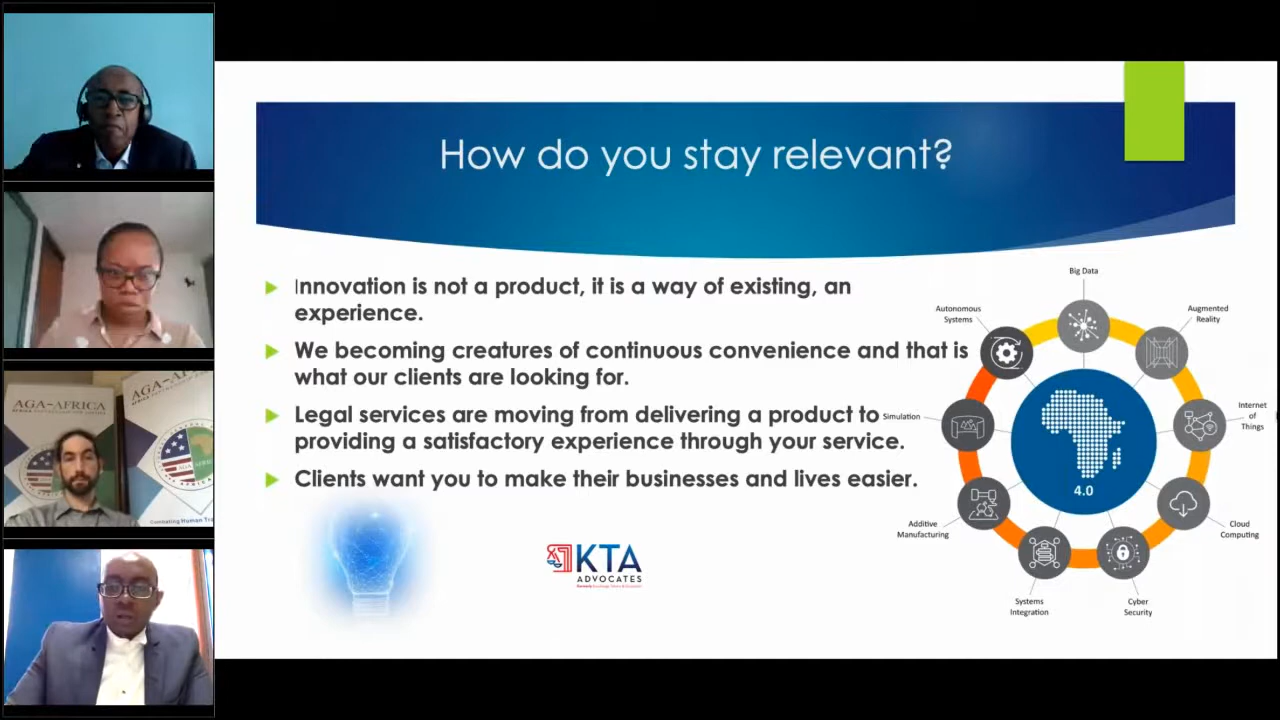 How do you stay relevant?
Innovation is not a product, it is a way of existing, an
experience.
We becoming creatures of continuous convenience and that is
what our clients are looking for.
Legal services are moving from delivering a product to
providing a satisfactory experience through your service.
Clients want you to make their businesses and lives easier.
KTA
ADVOCATES
Big Data
Augmented
Reality
Internet
of
Things
Cloud
Computing
Cyber
Security
Systems
Integration
Additive
Manufacturing
Simulation
Autonomous
Systems
4.0
AGA-AFRICA
AGA-AF
Combating Human Tr